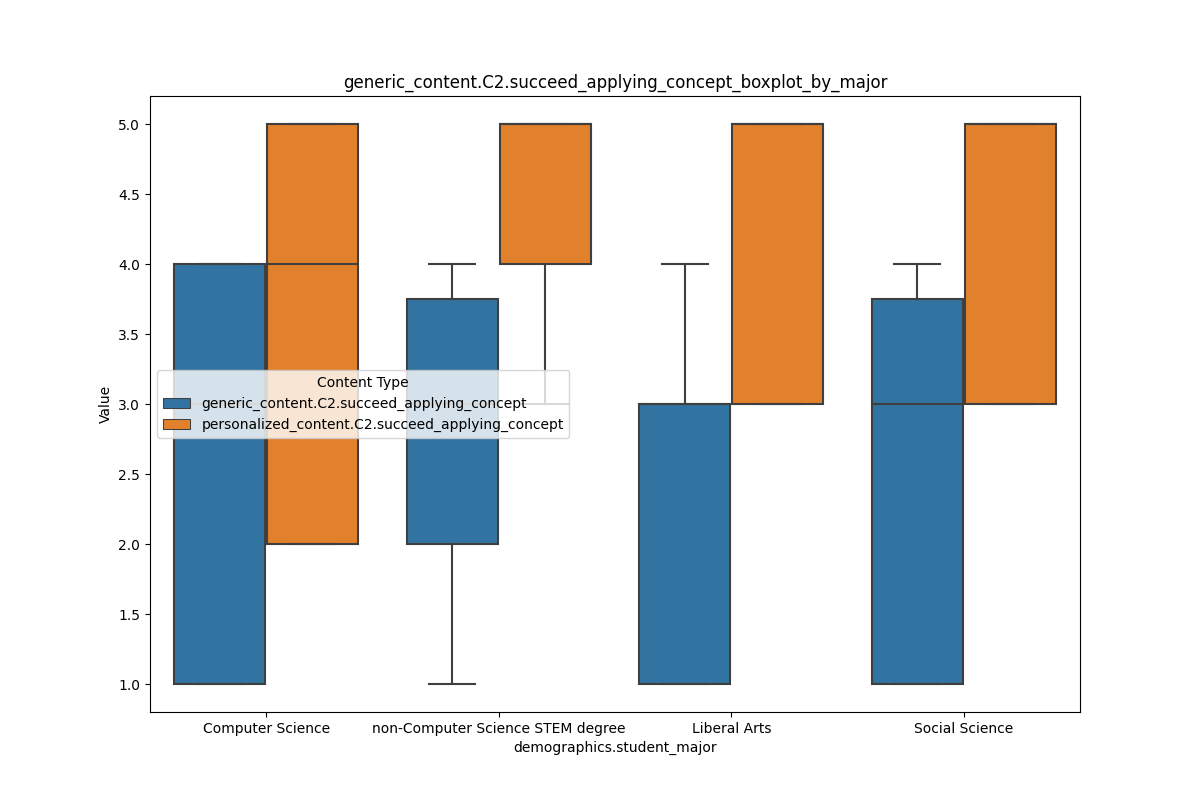 generic_content.C2.succeed_applying_concept_boxplot_by_major
Value
5.0
4.5
4.0
3.5
3.0
2.5
2.0
1.5
1.0
Content Type
generic_content.C2.succeed_applying_concept
personalized_content.C2.succeed_applying_concept
Computer Science
non-Computer Science STEM degree
Liberal Arts
Social Science
demographics.student_major